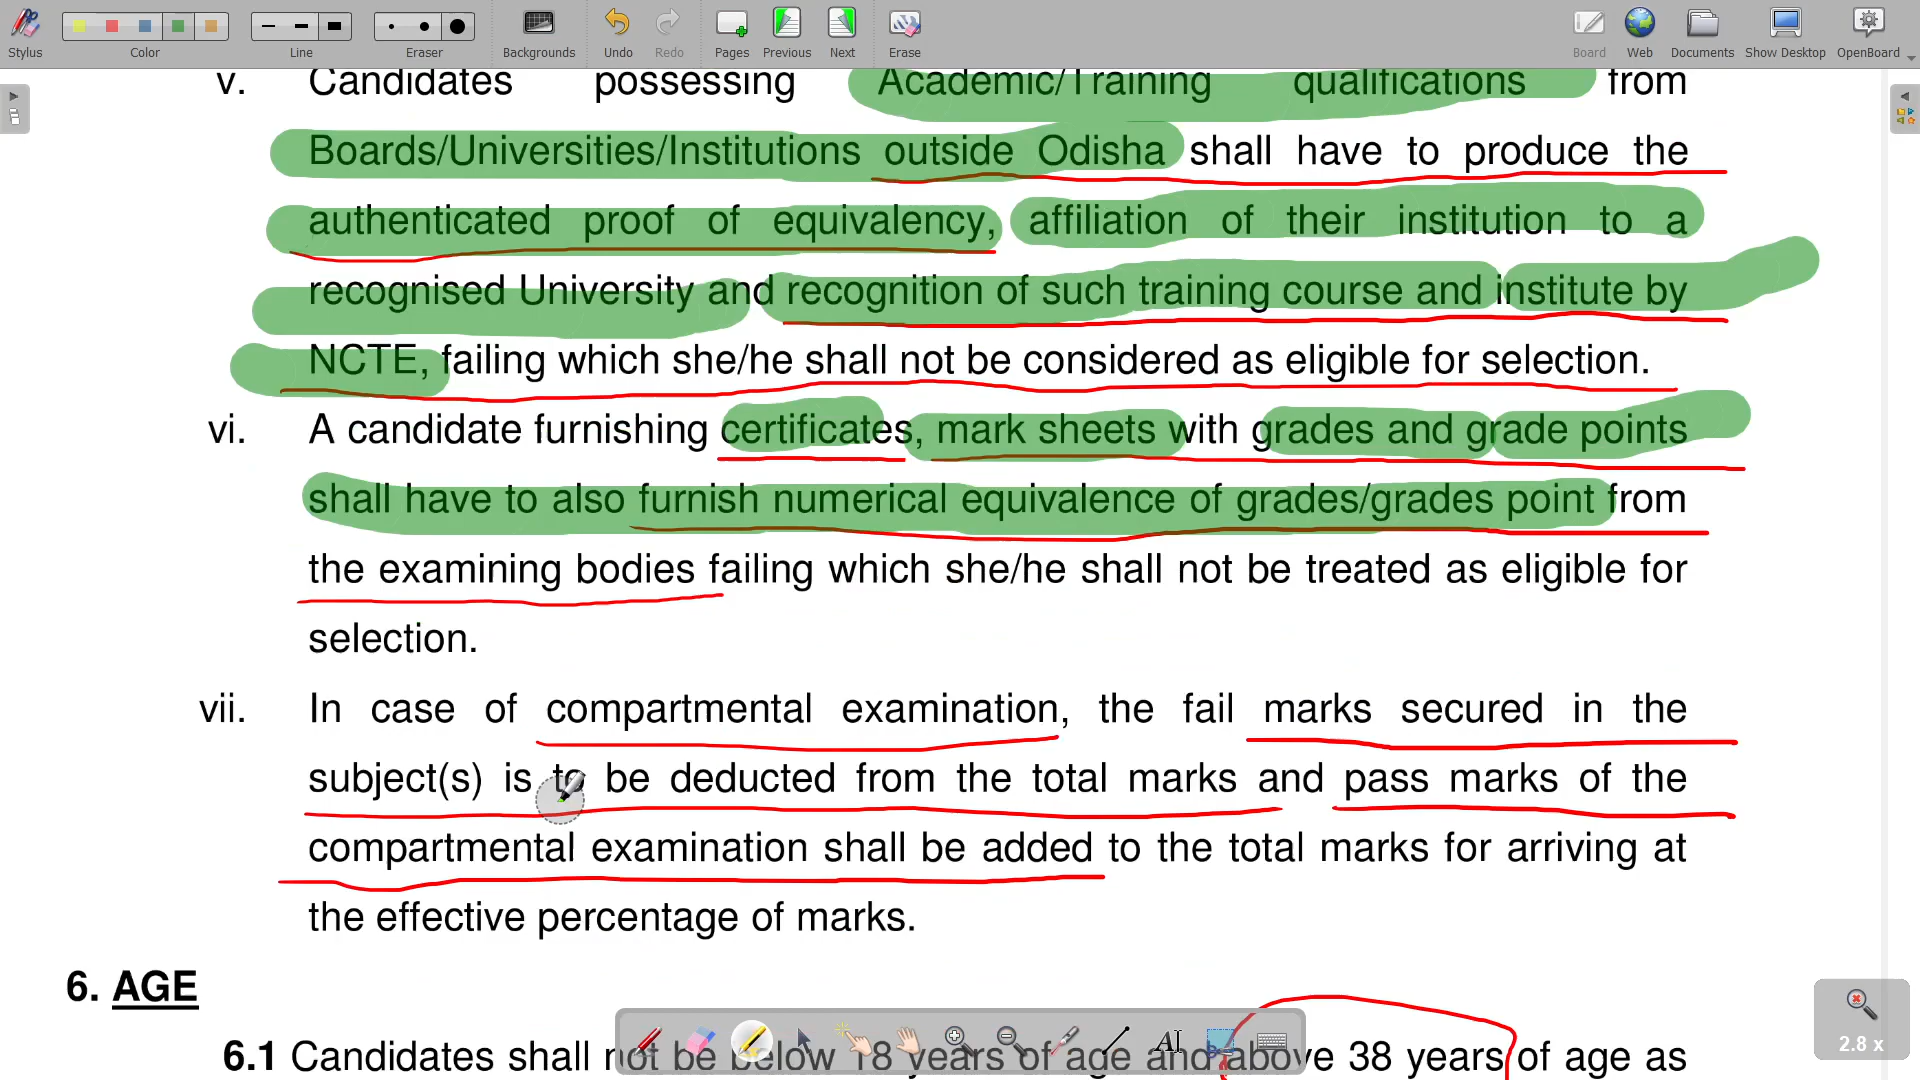 Stylus Color Line Eraser Backgrounds Undo Redo Pages Previous Next Erase Board Web Documents Show Desktop OpenBoard
v. Candidates possessing Academic/Training qualifications from
Boards/Universities/Institutions outside Odisha shall have to produce the
authenticated proof of equivalency, affiliation of their institution to a
recognised University and recognition of such training course and institute by
NCTE, failing which she/he shall not be considered as eligible for selection.
vi. A candidate furnishing certificates, mark sheets with grades and grade points
shall have to also furnish numerical equivalence of grades/grades point from
the examining bodies failing which she/he shall not be treated as eligible for
selection.
vii. In case of compartmental examination, the fail marks secured in the
subject(s) is to be deducted from the total marks and pass marks of the
compartmental examination shall be added to the total marks for arriving at
the effective percentage of marks.
6. AGE
6.1 Candidates shall not be below 18 years of age and above 38 years of age as
2.8 x